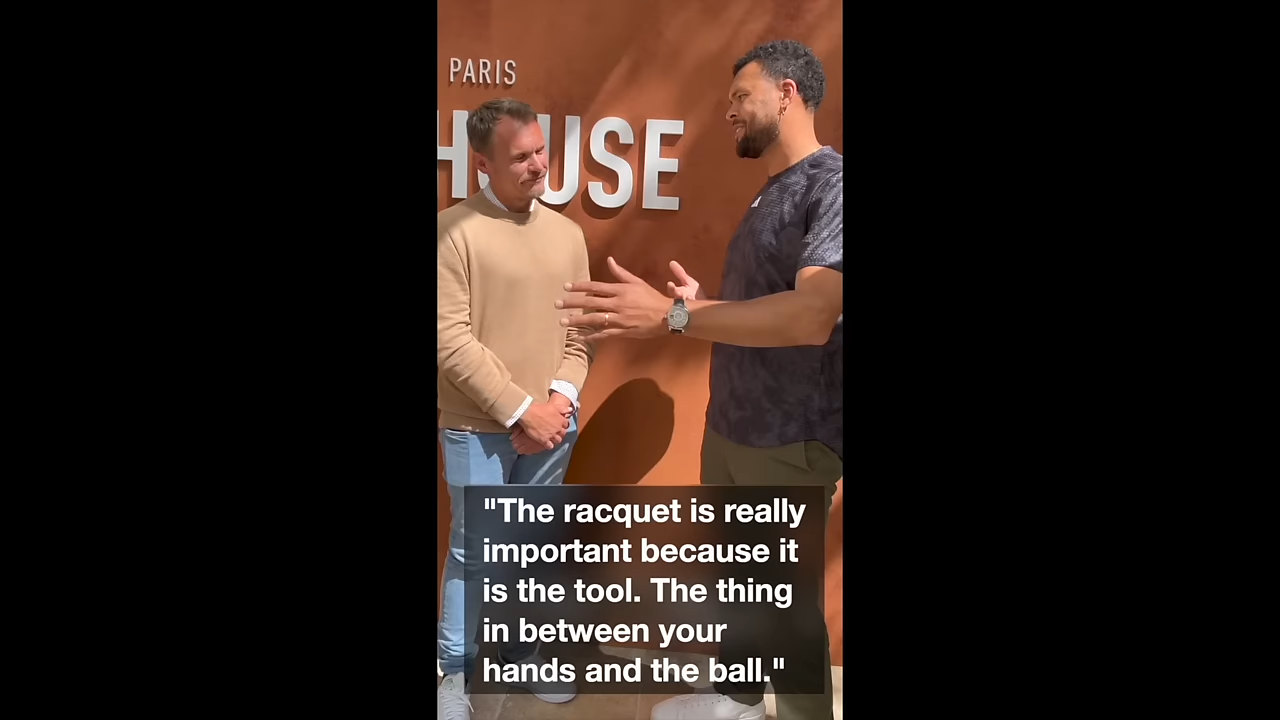 PARIS
HOUSE
"The racquet is really
important because it
is the tool. The thing
in between your
hands and the ball."